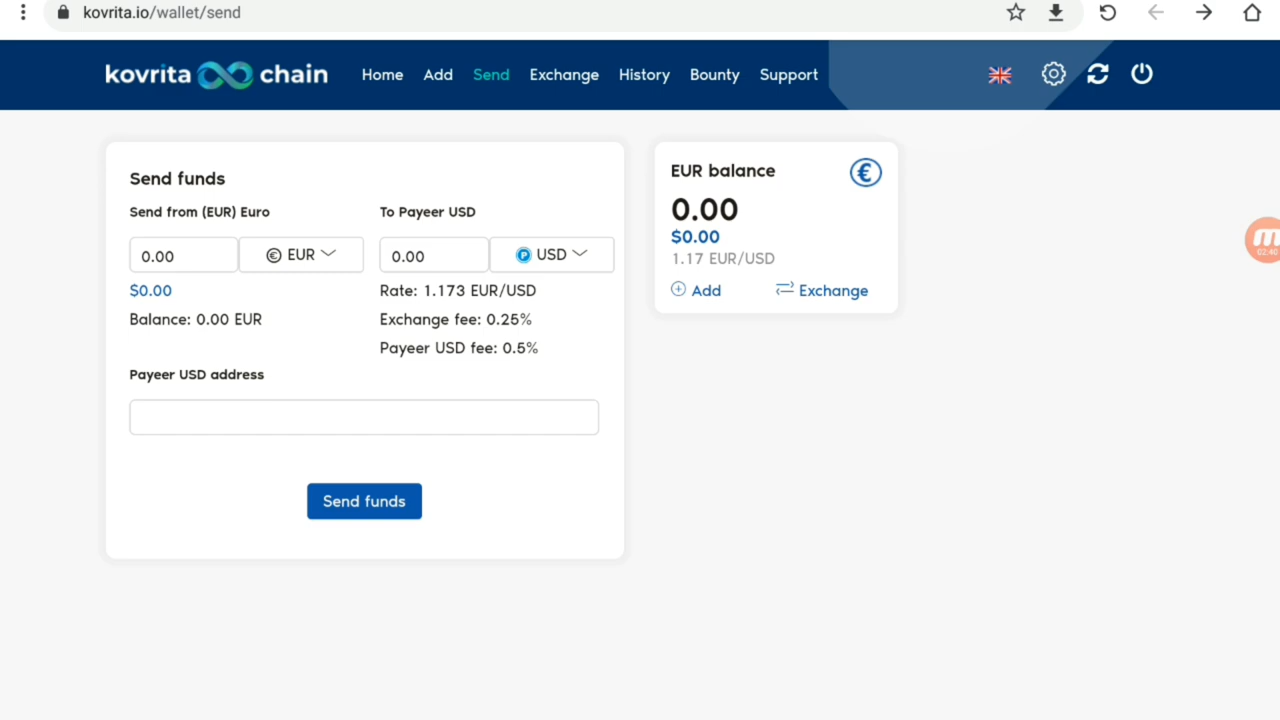 kovrita.io/wallet/send
kovrita chain Home Add Send Exchange History Bounty Support
Send funds
Send from (EUR) Euro To Payeer USD
0.00 EUR 0.00 USD
$0.00 Rate: 1.173 EUR/USD
Balance: 0.00 EUR Exchange fee: 0.25%
Payeer USD fee: 0.5%
Payeer USD address
Send funds
EUR balance
0.00
$0.00
1.17 EUR/USD
Add Exchange
02:40